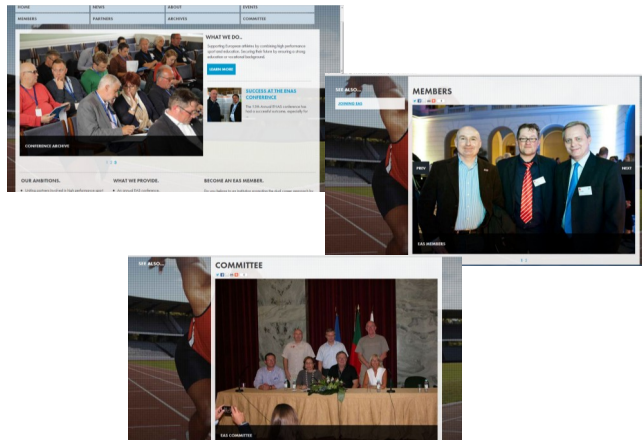 HOME NEWS ABOUT EVENTS
MEMBERS PARTNERS ARCHIVES COMMITTEE
WHAT WE DO..
Supporting European athletes by combining high performance
sport and education. Securing their future by ensuring a strong
education or vocational background.
LEARN MORE
SUCCESS AT THE ENAS
CONFERENCE
CONFERENCE ARCHIVE
OUR AMBITIONS. WHAT WE PROVIDE. BECOME AN EAS MEMBER.
SEE ALSO...
JOINING EAS
MEMBERS
PREV
NEXT
EAS MEMBERS
SEE ALSO...
COMMITTEE
EAS COMMITTEE